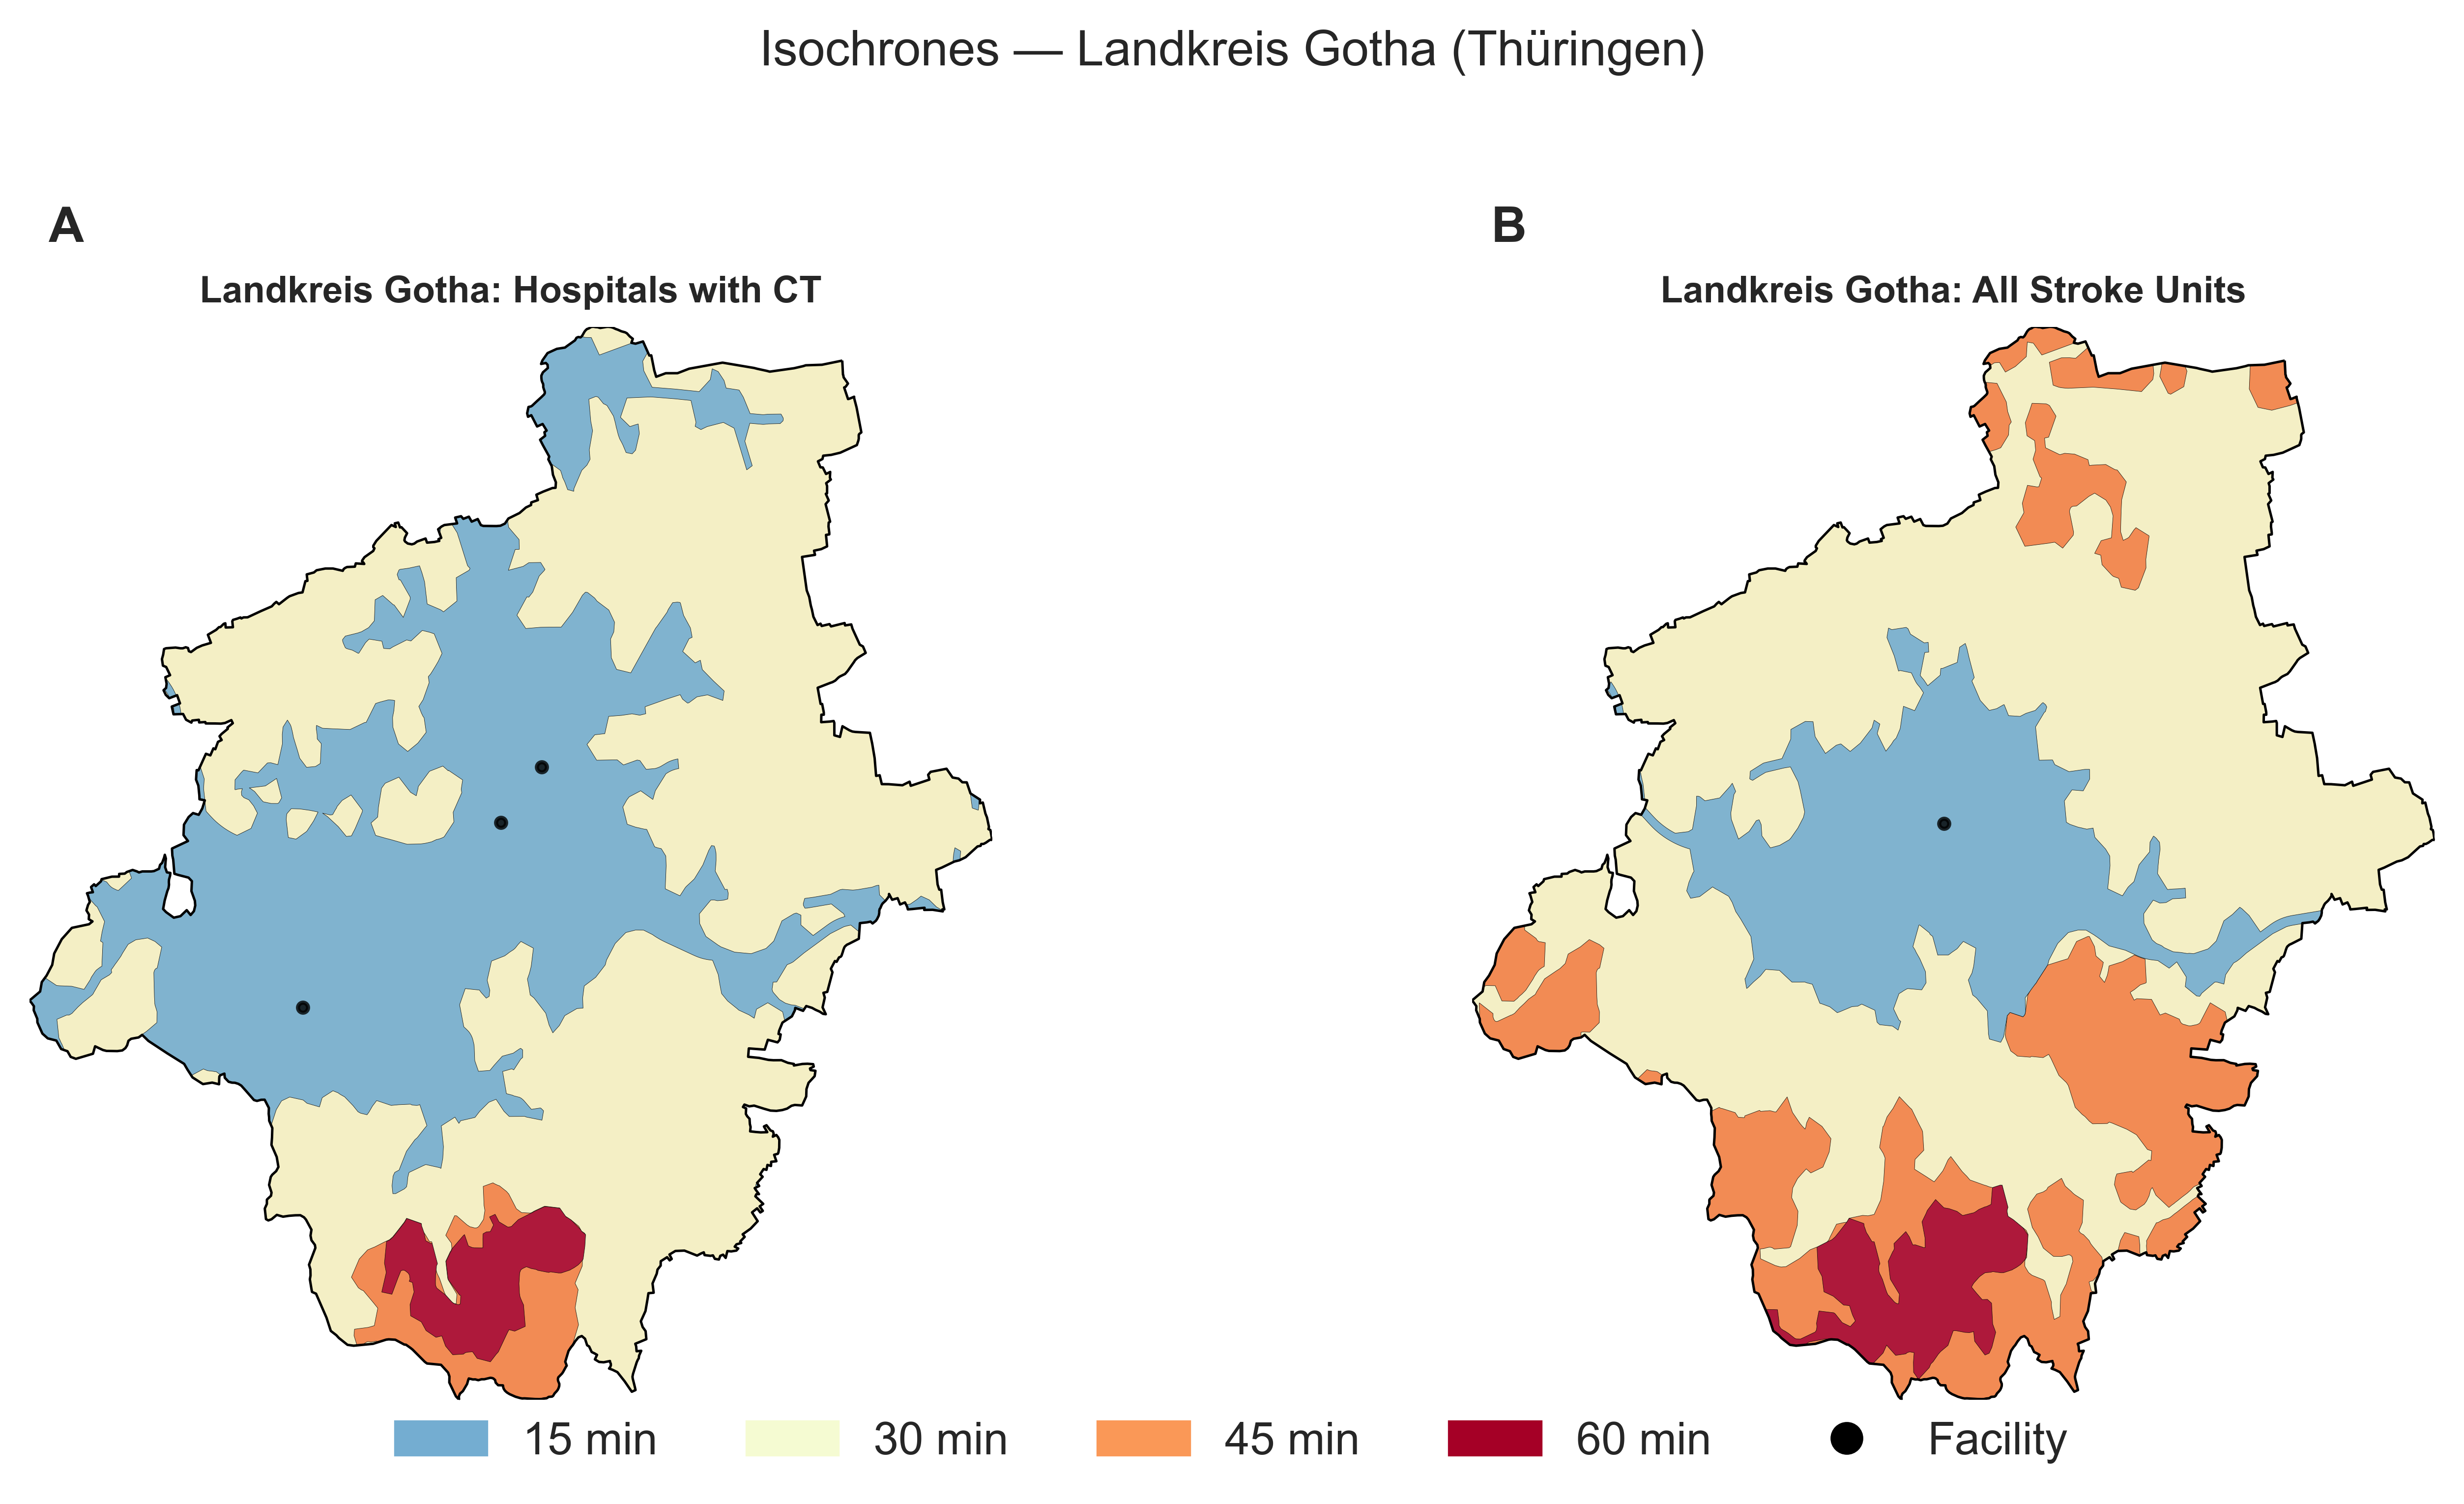 Isochrones — Landkreis Gotha (Thüringen)
A
B
Landkreis Gotha: Hospitals with CT
Landkreis Gotha: All Stroke Units
15 min
30 min
45 min
60 min
Facility